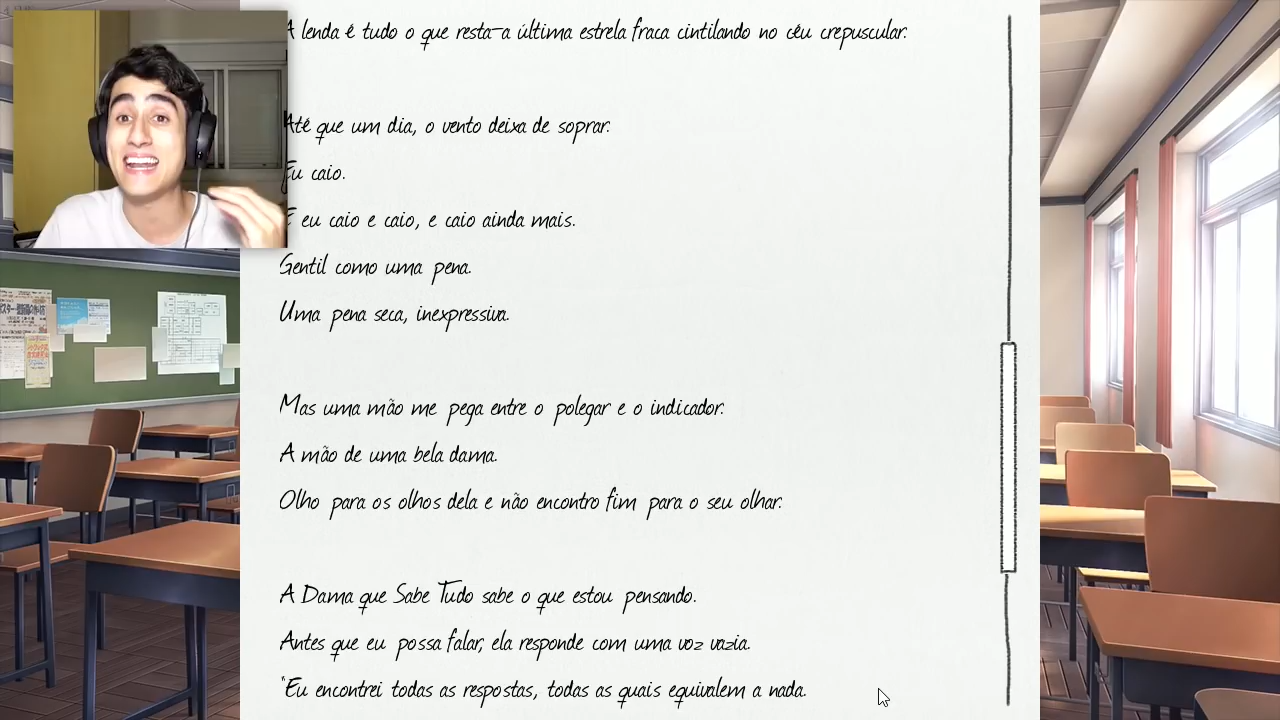 A lenda é tudo o que resta-a última estrela fraca cintilando no céu crepuscular.
Até que um dia, o vento deixa de soprar.
Eu caio.
E eu caio e caio, e caio ainda mais.
Gentil como uma pena.
Uma pena seca, inexpressiva.
Mas uma mão me pega entre o polegar e o indicador.
A mão de uma bela dama.
Olho para os olhos dela e não encontro fim para o seu olhar.
A Dama que Sabe Tudo sabe o que estou pensando.
Antes que eu possa falar, ela responde com uma voz vazia.
"Eu encontrei todas as respostas, todas as quais equivalem a nada.